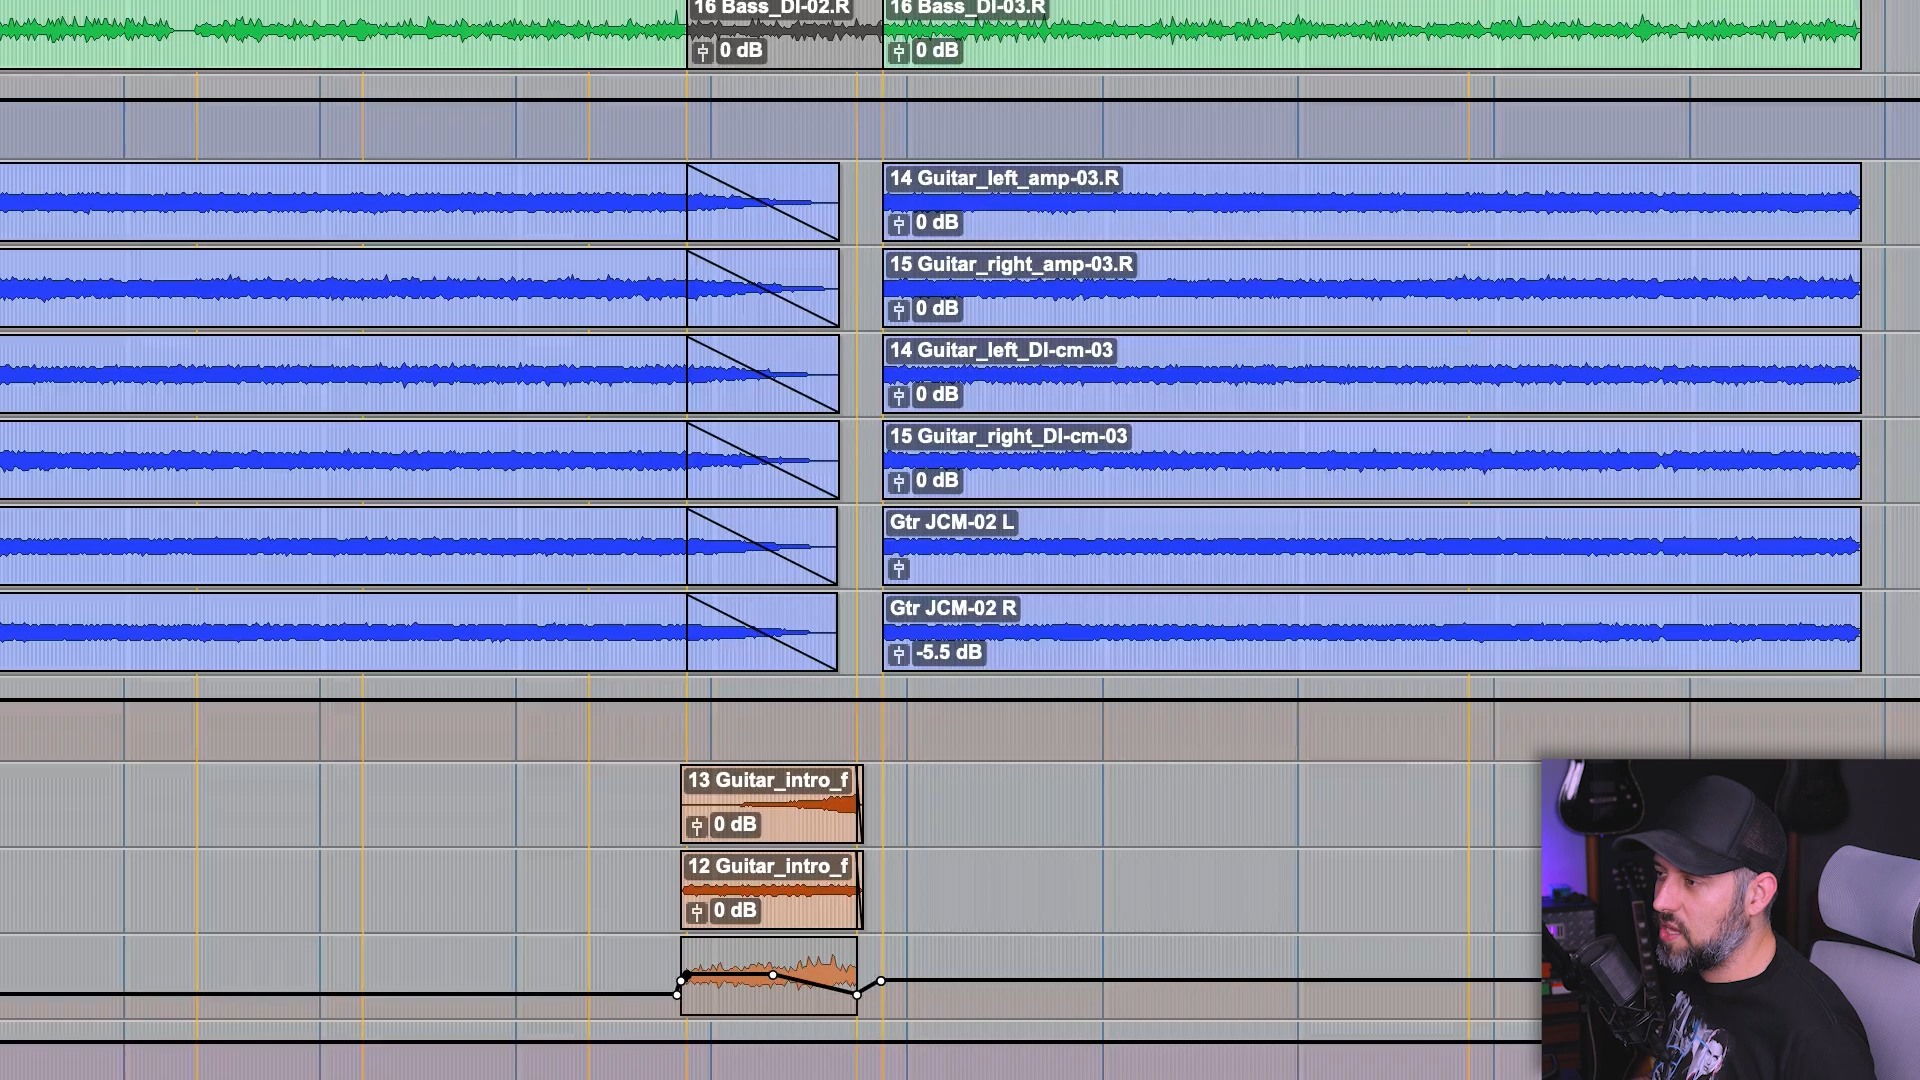 16 Bass_DI-02.R
16 Bass_DI-03.R
0 dB
0 dB
14 Guitar_left_amp-03.R
0 dB
15 Guitar_right_amp-03.R
0 dB
14 Guitar_left_DI-cm-03
0 dB
15 Guitar_right_DI-cm-03
0 dB
Gtr JCM-02 L
Gtr JCM-02 R
-5.5 dB
13 Guitar_intro_f
0 dB
12 Guitar_intro_f
0 dB